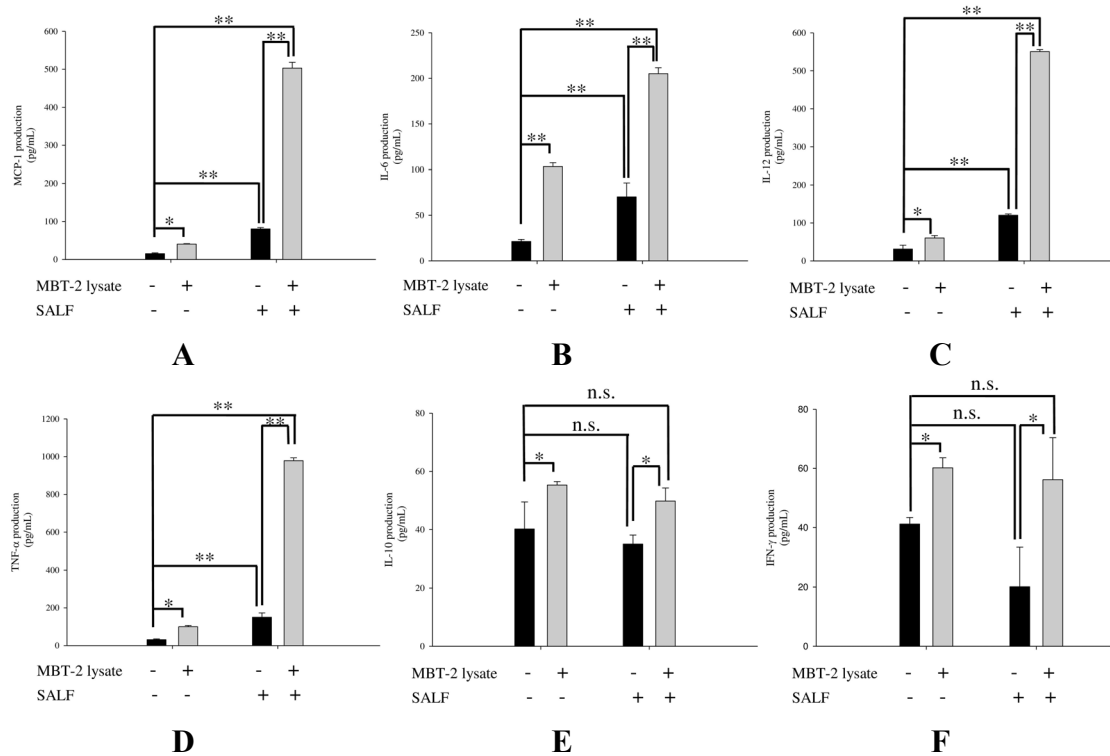 **
**
**
*
MCP-1 production
(pg/mL)
600
500
400
300
200
100
0
MBT-2 lysate - + - +
SALF - - + +
A
**
**
**
**
IL-6 production
(pg/mL)
250
200
150
100
50
0
MBT-2 lysate - + - +
SALF - - + +
B
**
**
**
*
IL-12 production
(pg/mL)
600
500
400
300
200
100
0
MBT-2 lysate - + - +
SALF - - + +
C
**
**
**
*
TNF-α production
(pg/mL)
1200
1000
800
600
400
200
0
MBT-2 lysate - + - +
SALF - - + +
D
n.s.
n.s.
*
*
IL-10 production
(pg/mL)
80
60
40
20
0
MBT-2 lysate - + - +
SALF - - + +
E
n.s.
n.s.
*
*
IFN-γ production
(pg/mL)
80
60
40
20
0
MBT-2 lysate - + - +
SALF - - + +
F